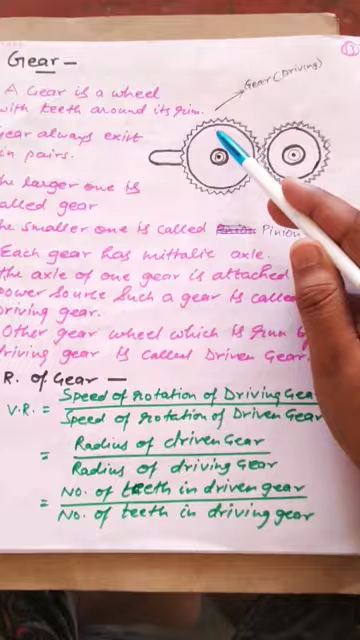 Gear —
Gear (Driving)
A Gear is a wheel
with teeth around its rim.
Gear always exist
in pairs.
The larger one is
called gear
The smaller one is called Pinion
Each gear has mittalic axle.
the axle of one gear is attached
power source Such a gear is called
Driving gear.
Other gear wheel which is run by
driving gear is called Driven Gear.
R. of Gear —
V.R. = Speed of rotation of Driving Gear
Speed of rotation of Driven Gear
= Radius of driven Gear
Radius of driving Gear
= No. of teeth in driven gear
No. of teeth in driving gear